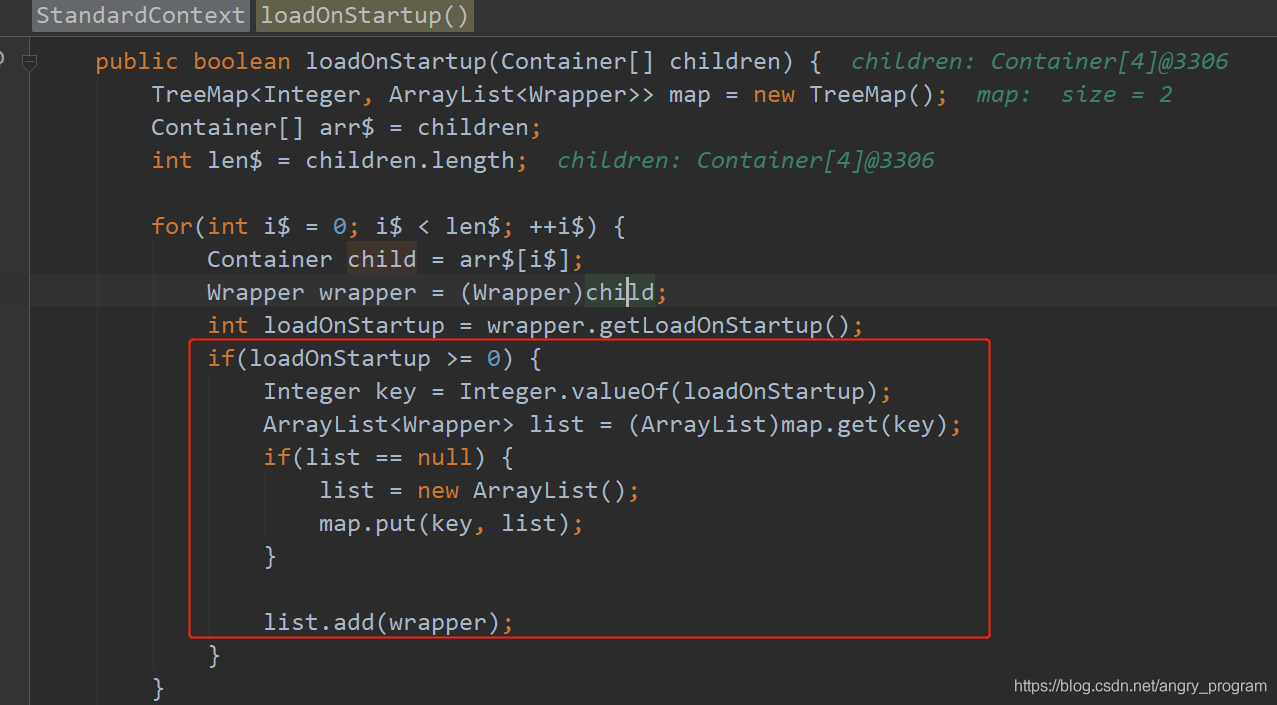 StandardContext loadOnStartup()
public boolean loadOnStartup(Container[] children) { children: Container[4]@3306
TreeMap<Integer, ArrayList<Wrapper>> map = new TreeMap(); map: size = 2
Container[] arr$ = children;
int len$ = children.length; children: Container[4]@3306
for(int i$ = 0; i$ < len$; ++i$) {
Container child = arr$[i$];
Wrapper wrapper = (Wrapper)child;
int loadOnStartup = wrapper.getLoadOnStartup();
if(loadOnStartup >= 0) {
Integer key = Integer.valueOf(loadOnStartup);
ArrayList<Wrapper> list = (ArrayList)map.get(key);
if(list == null) {
list = new ArrayList();
map.put(key, list);
}
list.add(wrapper);
}
}
https://blog.csdn.net/angry_program